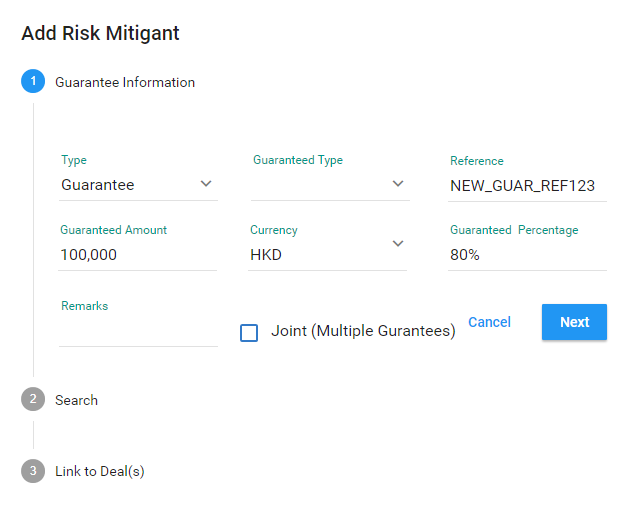 Add Risk Mitigant
1 Guarantee Information
Type Guaranteed Type Reference
Guarantee NEW_GUAR_REF123
Guaranteed Amount Currency Guaranteed Percentage
100,000 HKD 80%
Remarks
Joint (Multiple Gurantees) Cancel Next
2 Search
3 Link to Deal(s)